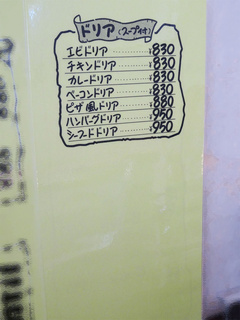 ドリア(スープ付)
エビドリア ¥830
チキンドリア ¥830
カレードリア ¥830
ベーコンドリア ¥830
ピザ風ドリア ¥880
ハンバーグドリア ¥950
シーフードドリア ¥950